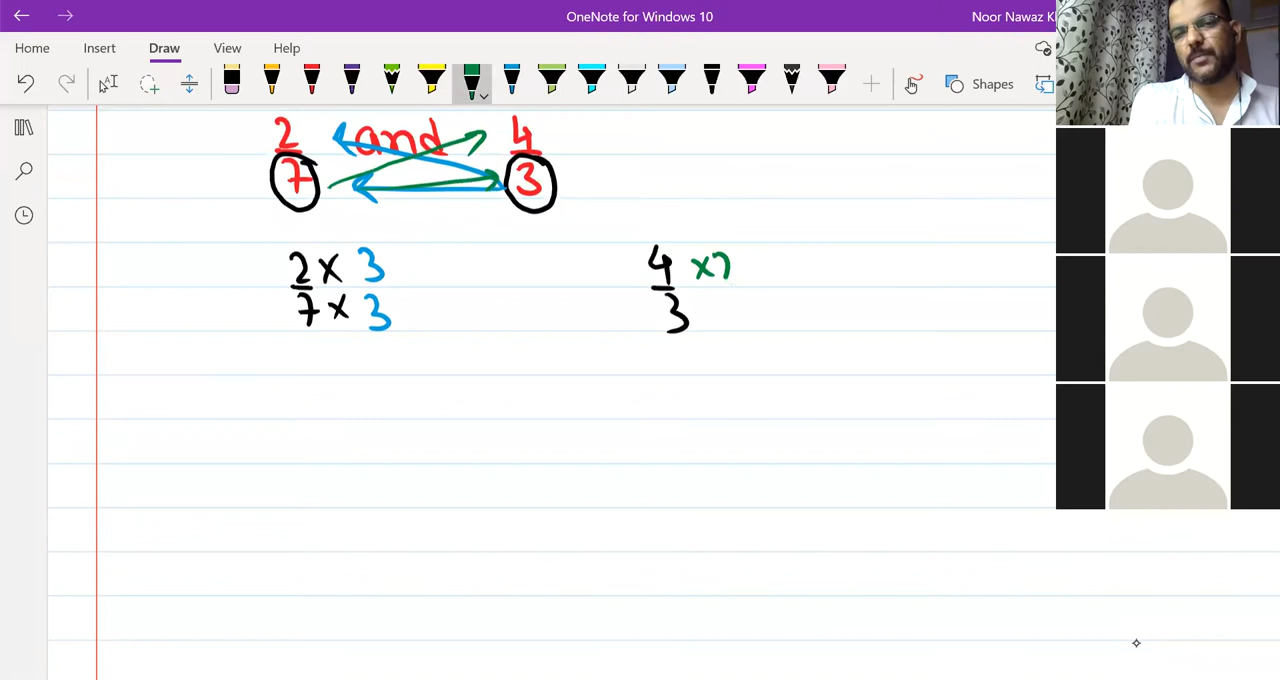 OneNote for Windows 10
Noor Nawaz K
Home Insert Draw View Help
Shapes
2 and 4
7 3
2 x 3 4 x7
7 x 3 3